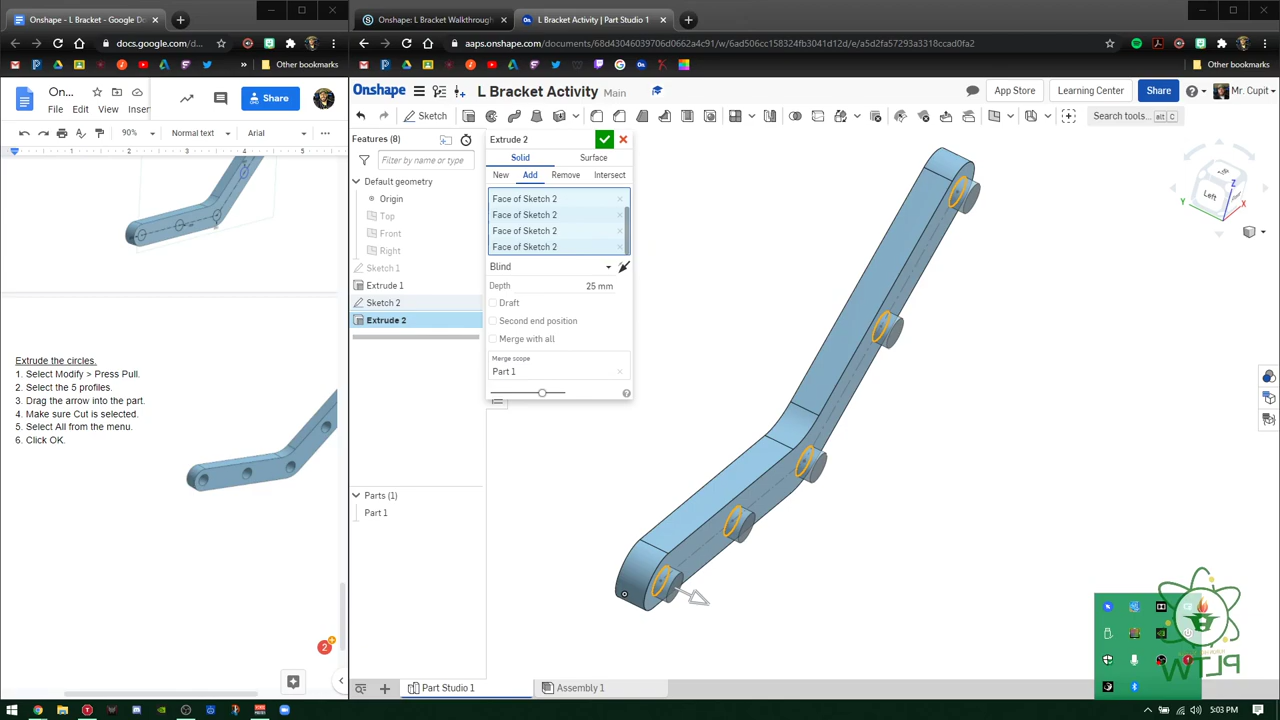 Onshape - L Bracket - Google D
Onshape: L Bracket Walkthrough
L Bracket Activity | Part Studio 1
docs.google.com/d
aaps.onshape.com/documents/68d43046039706d0662a4c91/w/6ad506cc158324fb3041d12d/e/a5d2fa57293a3318ccad0fa2
Other bookmarks
Other bookmarks
On...
File Edit View Inser
Share
90% Normal text Arial
Extrude the circles.
1. Select Modify > Press Pull.
2. Select the 5 profiles.
3. Drag the arrow into the part.
4. Make sure Cut is selected.
5. Select All from the menu.
6. Click OK.
2
Onshape L Bracket Activity Main
App Store Learning Center Share Mr. Cupit
Sketch
Search tools... alt C
Features (8)
Filter by name or type
Default geometry
Origin
Top
Front
Right
Sketch 1
Extrude 1
Sketch 2
Extrude 2
Parts (1)
Part 1
Extrude 2
Solid Surface
New Add Remove Intersect
Face of Sketch 2
Face of Sketch 2
Face of Sketch 2
Face of Sketch 2
Blind
Depth 25 mm
Draft
Second end position
Merge with all
Merge scope
Part 1
Left
Z
Y X
PLTW
Part Studio 1 Assembly 1
5:03 PM